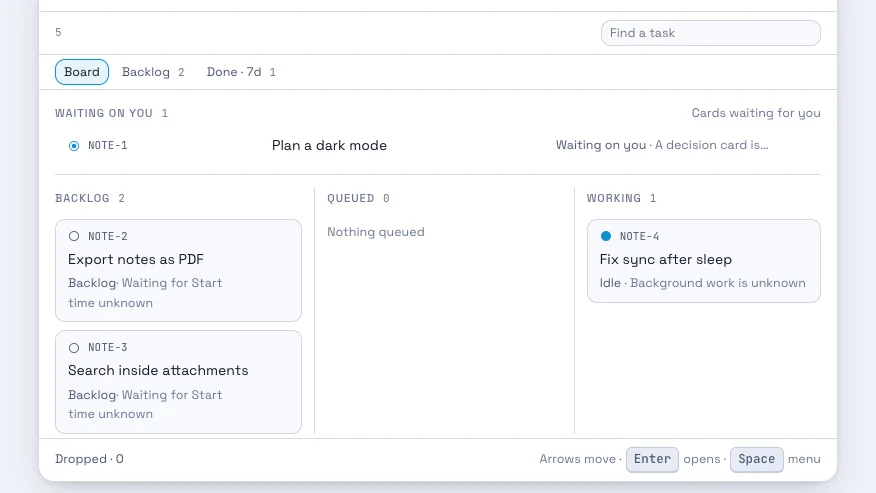 5
Find a task
Board
Backlog 2
Done · 7d 1
WAITING ON YOU 1
Cards waiting for you
NOTE-1
Plan a dark mode
Waiting on you · A decision card is…
BACKLOG 2
NOTE-2
Export notes as PDF
Backlog· Waiting for Start
time unknown
NOTE-3
Search inside attachments
Backlog· Waiting for Start
time unknown
QUEUED 0
Nothing queued
WORKING 1
NOTE-4
Fix sync after sleep
Idle · Background work is unknown
Dropped · 0
Arrows move · Enter opens · Space menu